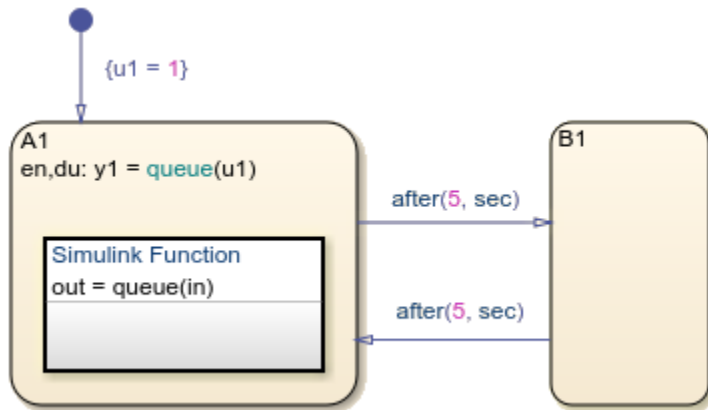 {u1 = 1}
A1
en,du: y1 = queue(u1)
Simulink Function
out = queue(in)
after(5, sec)
after(5, sec)
B1